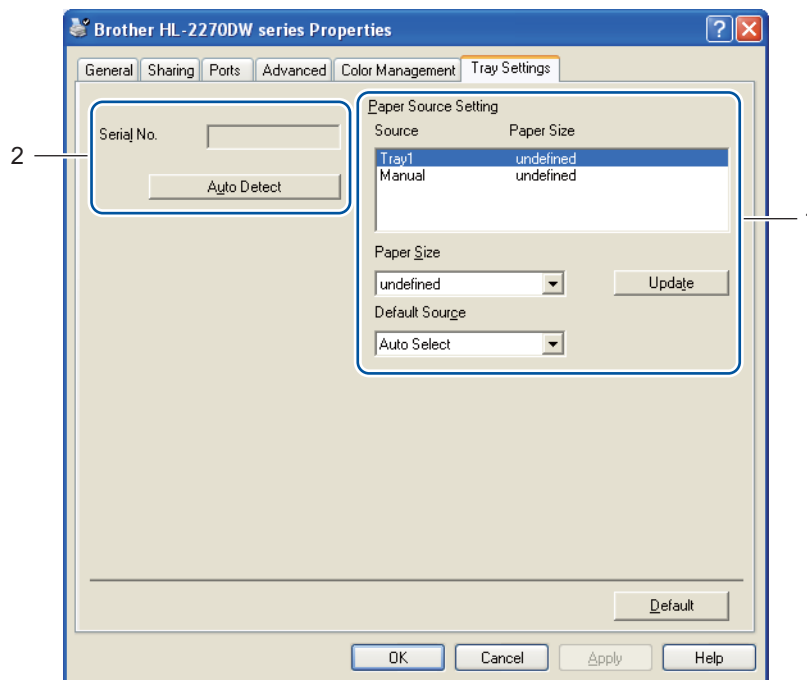 Brother HL-2270DW series Properties
General Sharing Ports Advanced Color Management Tray Settings
2
Serial No.
Auto Detect
Paper Source Setting
Source Paper Size
Tray1 undefined
Manual undefined
Paper Size
undefined
Update
Default Source
Auto Select
Default
OK Cancel Apply Help